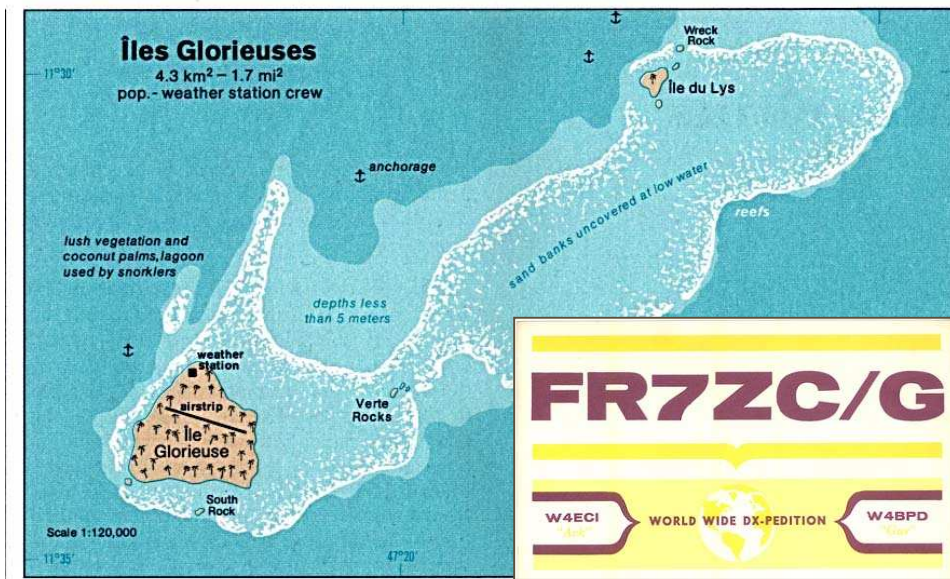 Îles Glorieuses
4.3 km² – 1.7 mi²
pop.- weather station crew
11°30'
Wreck
Rock
Île du Lys
anchorage
sand banks uncovered at low water
reefs
lush vegetation and
coconut palms, lagoon
used by snorklers
depths less
than 5 meters
weather
station
airstrip
Île
Glorieuse
Verte
Rocks
South
Rock
Scale 1:120,000
11°35'
47°20'
FR7ZC/G
W4ECI
"Ack"
WORLD WIDE DX-PEDITION
W4BPD
"Gus"